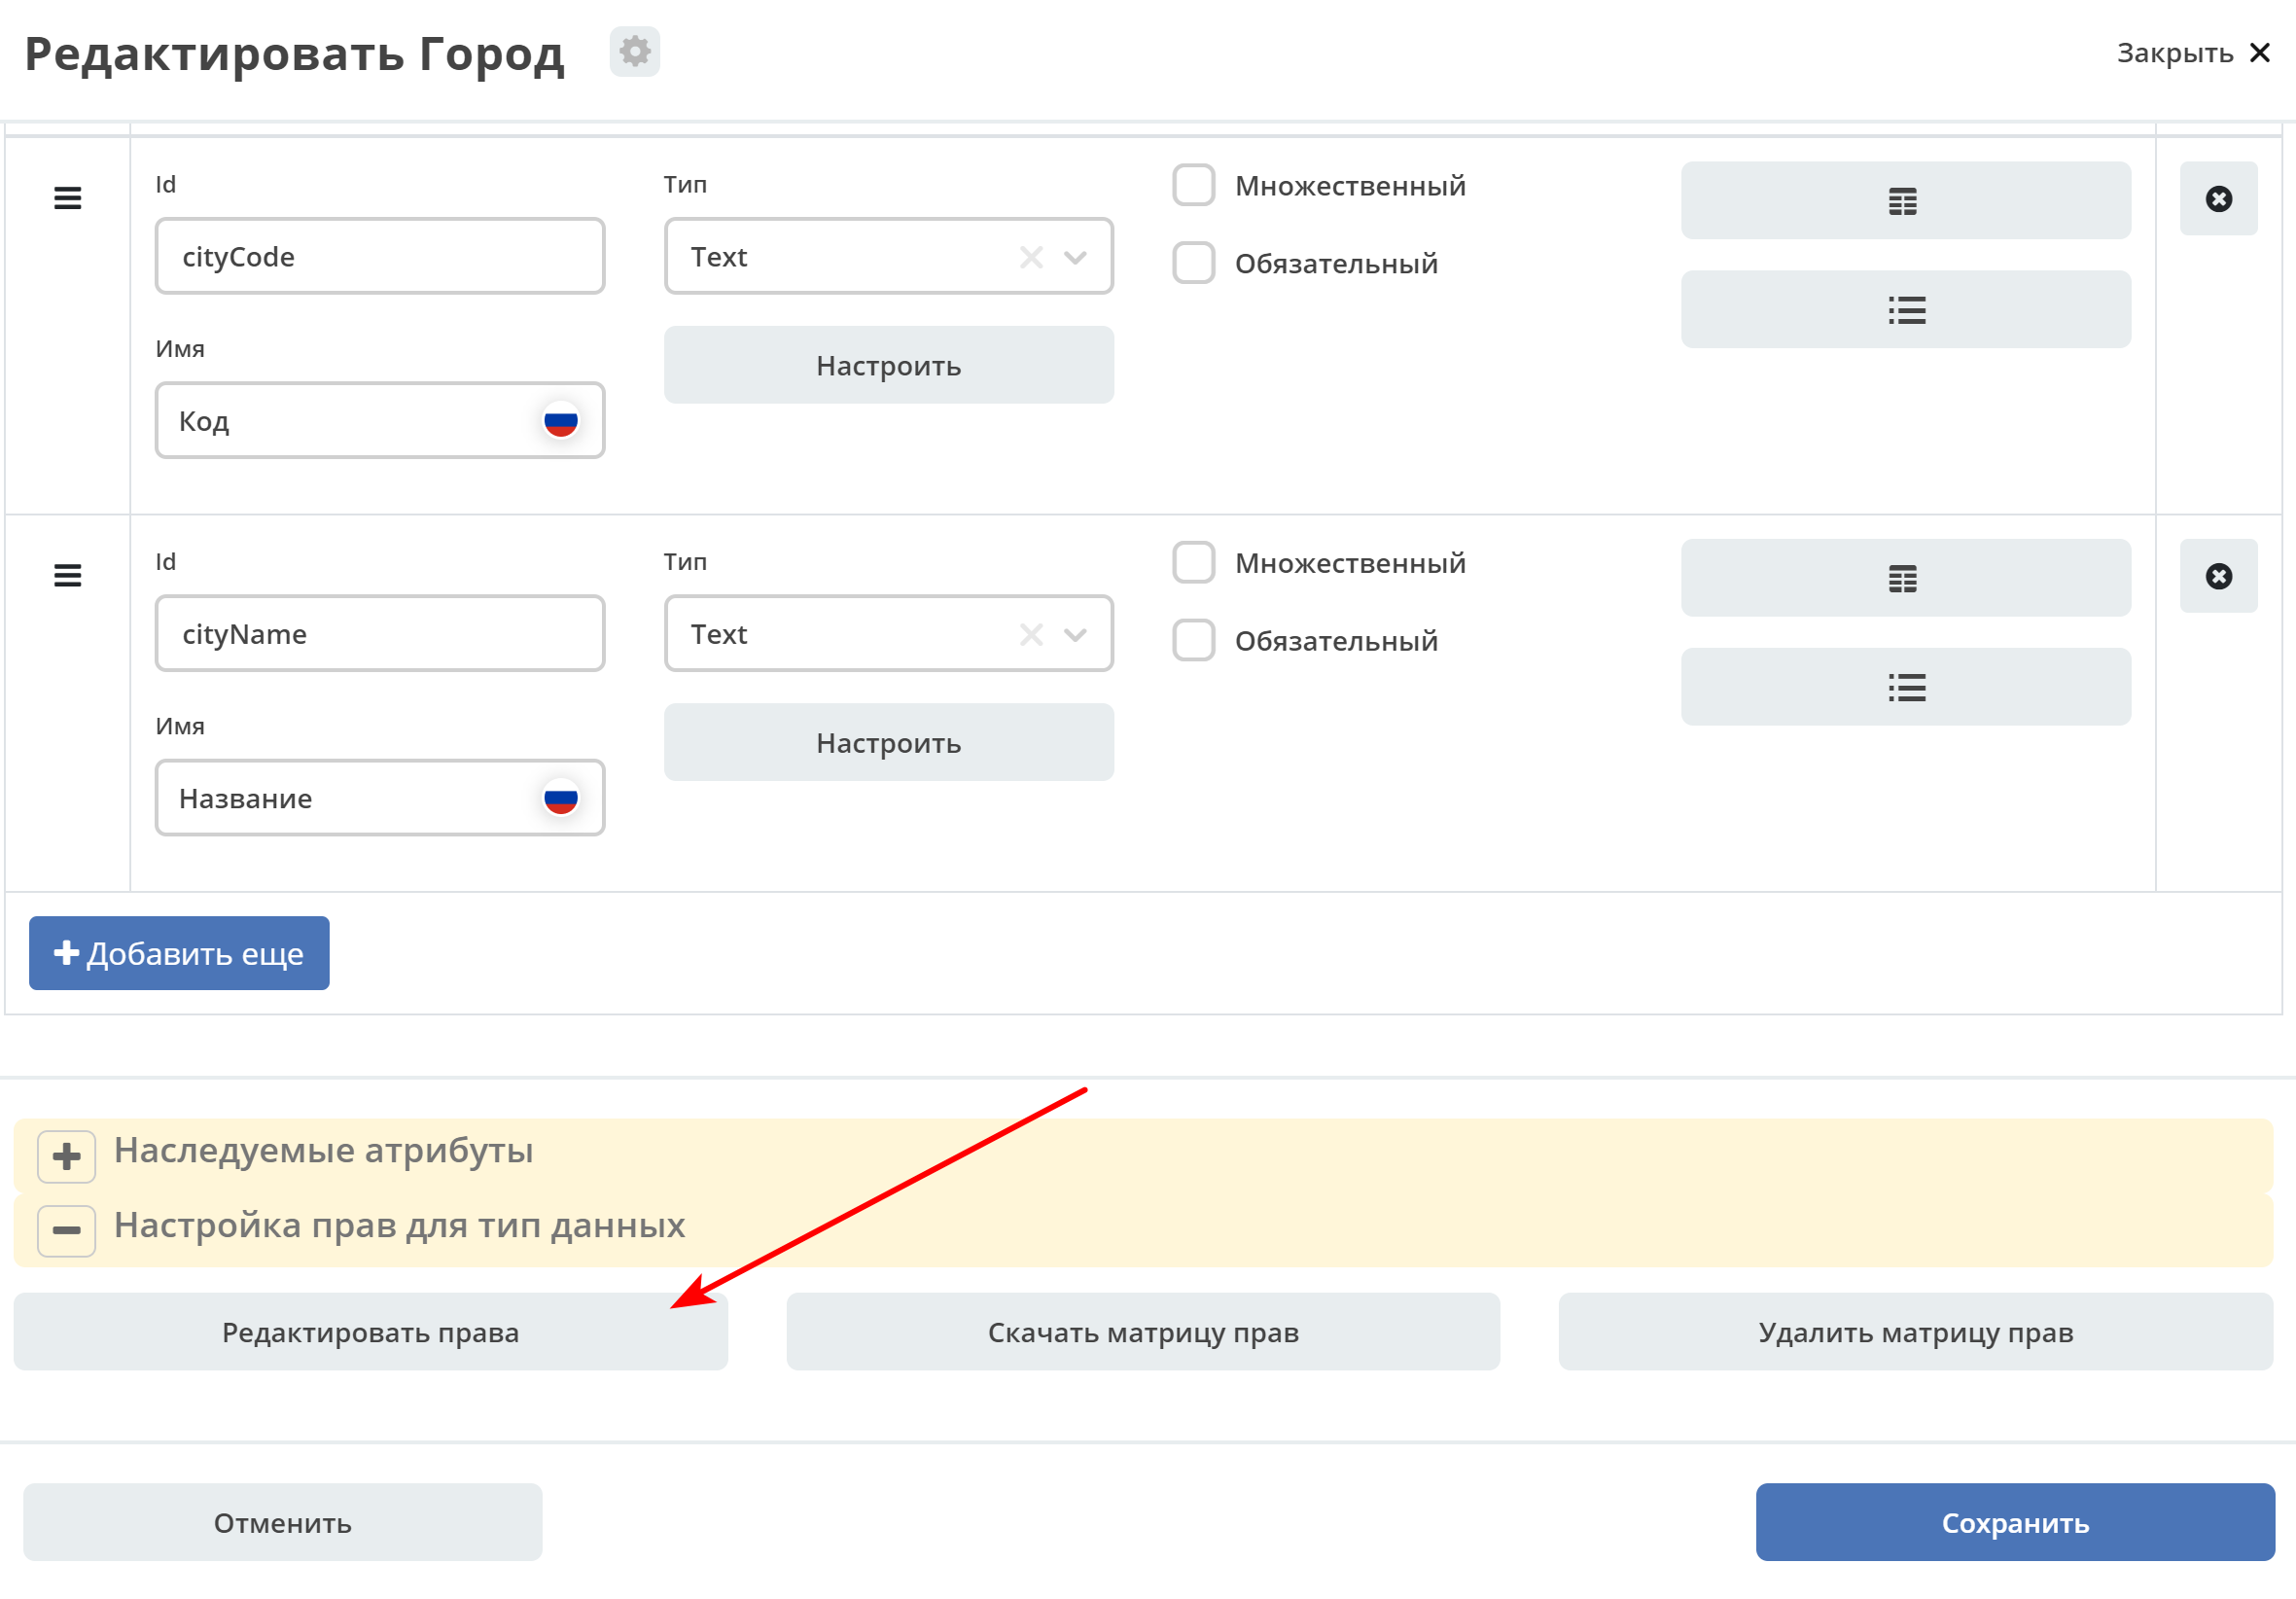 Редактировать Город
Закрыть
Id
Тип
Множественный
cityCode
Text
Обязательный
Имя
Настроить
Код
Id
Тип
Множественный
cityName
Text
Обязательный
Имя
Настроить
Название
Добавить еще
Наследуемые атрибуты
Настройка прав для тип данных
Редактировать права
Скачать матрицу прав
Удалить матрицу прав
Отменить
Сохранить